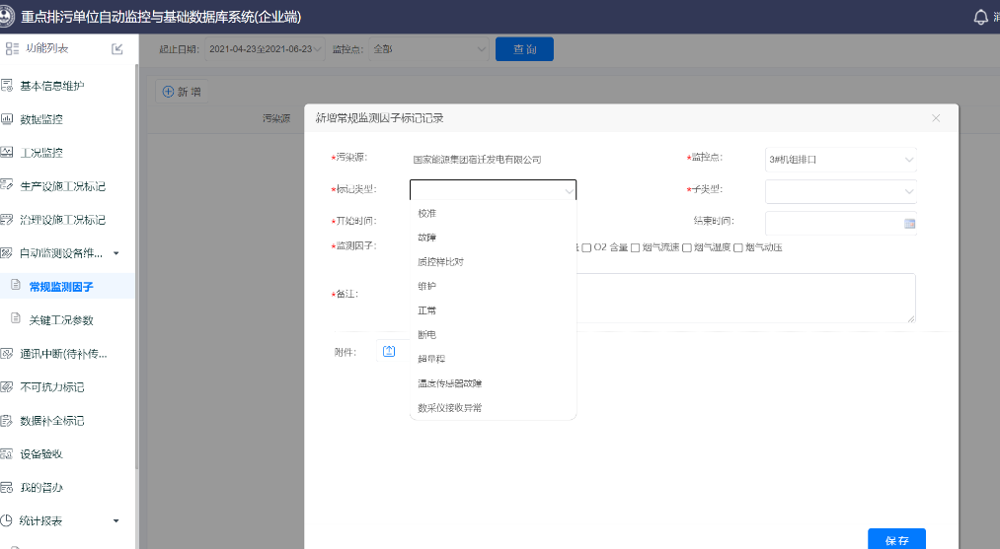 重点排污单位自动监控与基础数据库系统(企业端)
功能列表
起止日期: 2021-04-23至2021-06-23 监控点: 全部 查 询
基本信息维护
新 增
数据监控
污染源
新增常规监测因子标记记录
工况监控
*污染源: 国家能源集团宿迁发电有限公司 *监控点: 3#机组排口
生产设施工况标记
*标记类型: *子类型:
治理设施工况标记
校准
*开始时间: 结束时间:
故障
自动监测设备维...
*监测因子: O2 含量 烟气流速 烟气温度 烟气动压
质控样比对
常规监测因子
维护
*备注:
正常
关键工况参数
断电
通讯中断(待补传...
附件:
超量程
不可抗力标记
温度传感器故障
数据补全标记
数采仪接收异常
设备验收
我的督办
统计报表
保 存